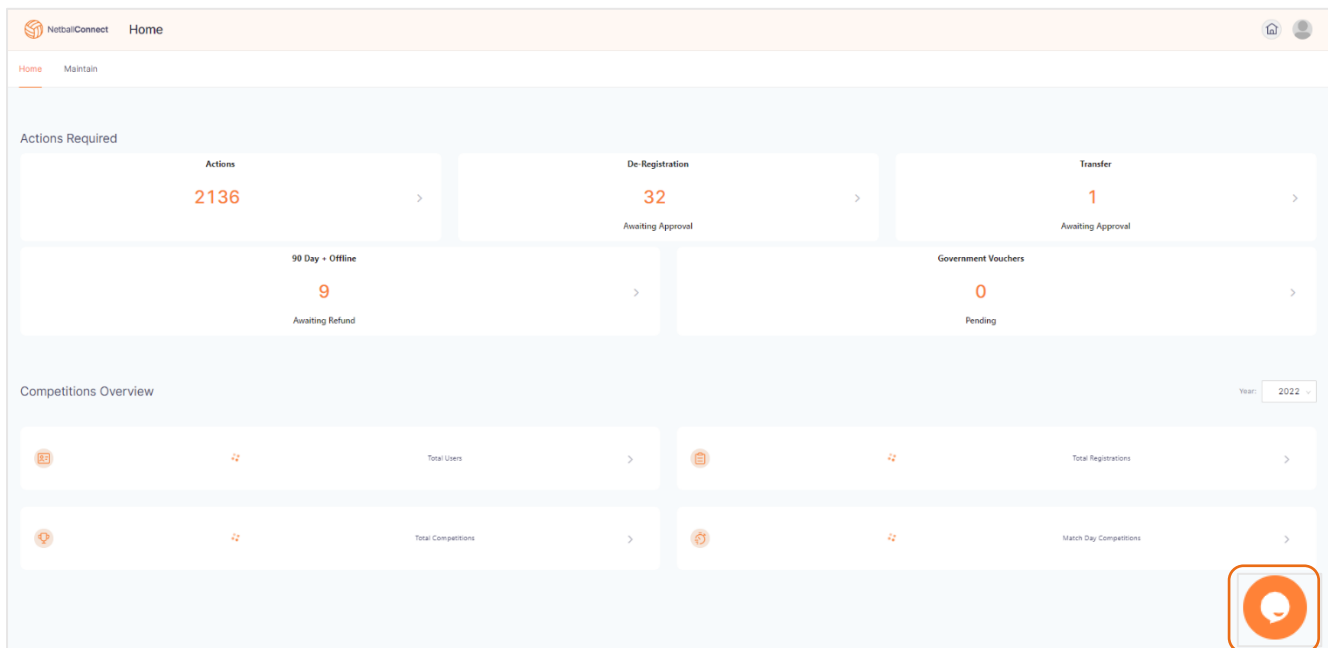 NetballConnect Home
Home Maintain
Actions Required
Actions De-Registration Transfer
2136 32 1
Awaiting Approval Awaiting Approval
90 Day + Offline Government Vouchers
9 0
Awaiting Refund Pending
Competitions Overview Year: 2022
Total Users Total Registrations
Total Competitions Match Day Competitions